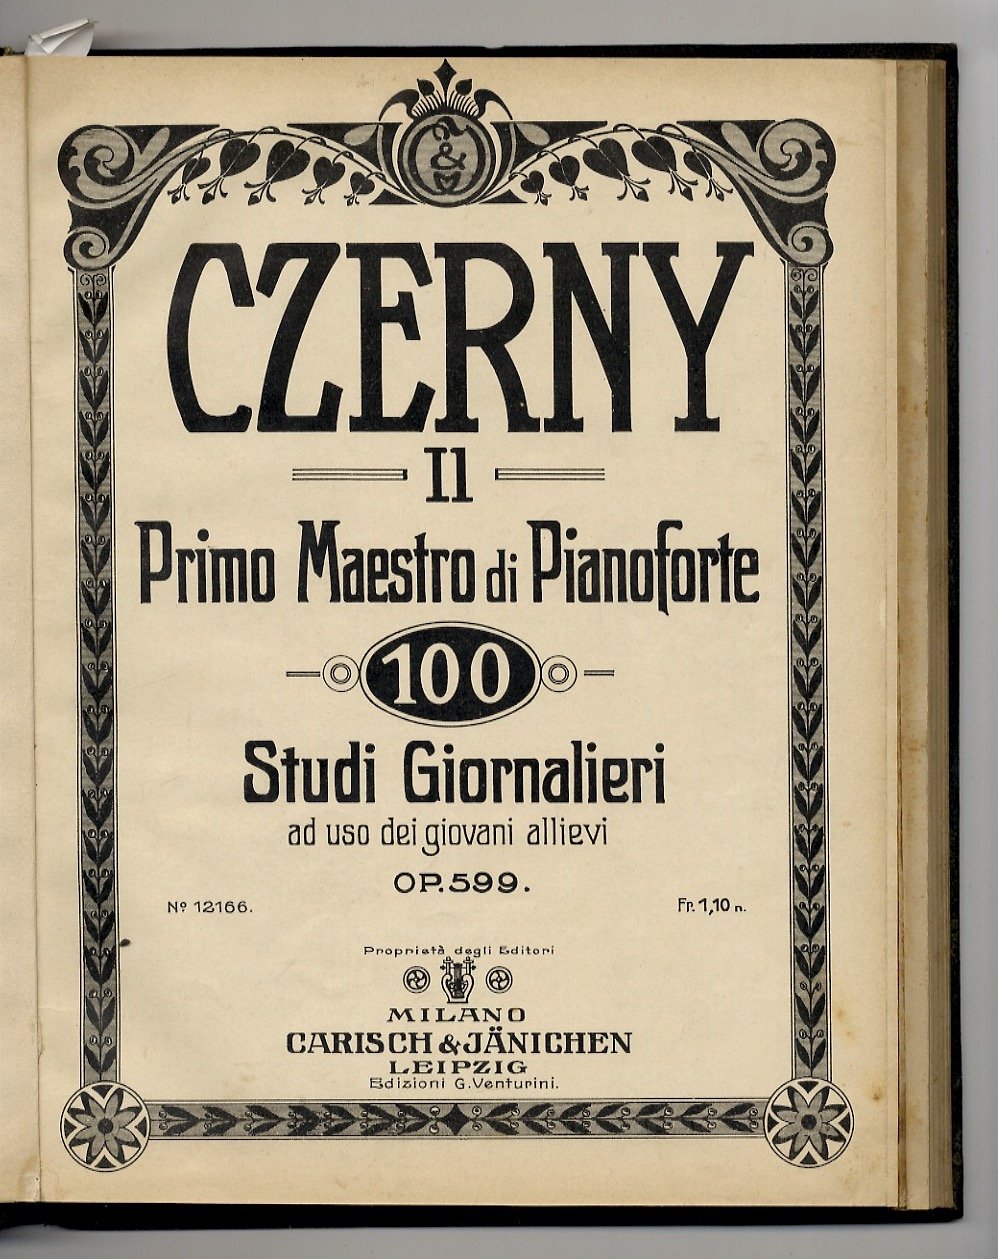 CZERNY
Il
Primo Maestro di Pianoforte
100
Studi Giornalieri
ad uso dei giovani allievi
OP. 599.
Nº 12166.
Fr. 1,10 n.
Proprietà degli Editori
MILANO
CARISCH & JÄNICHEN
LEIPZIG
Edizioni G. Venturini.